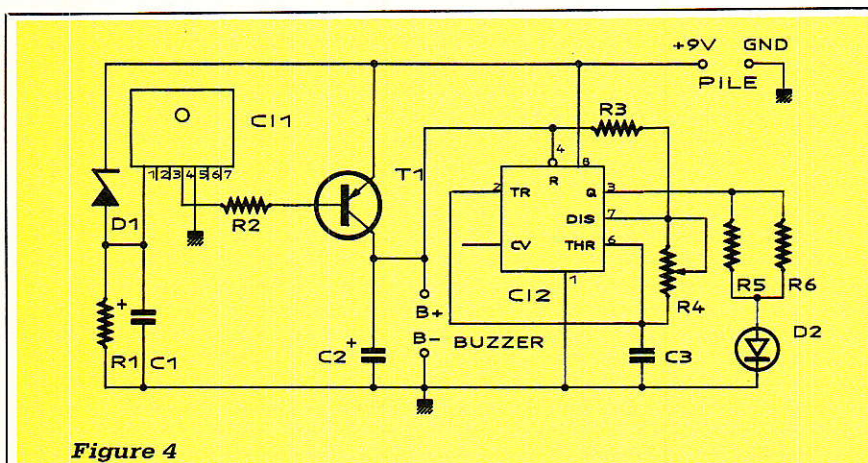 +9V GND
PILE
CI1
1 2 3 4 5 6 7
D1
R2
T1
R3
4 8
R
2 TR Q 3
DIS 7
CV THR 6
CI2 1
R4
R5 R6
R1 + C1
C2 +
B+
B-
BUZZER
C3
D2
Figure 4